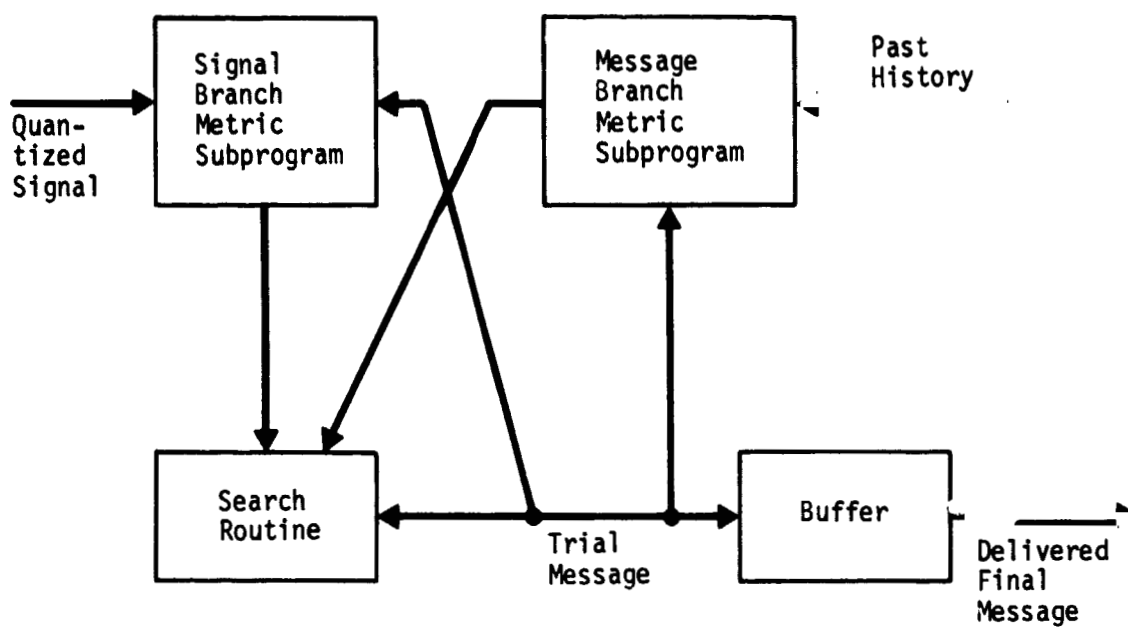 Signal
Branch
Metric
Subprogram
Message
Branch
Metric
Subprogram
Past
History
Quan-
tized
Signal
Search
Routine
Trial
Message
Buffer
Delivered
Final
Message